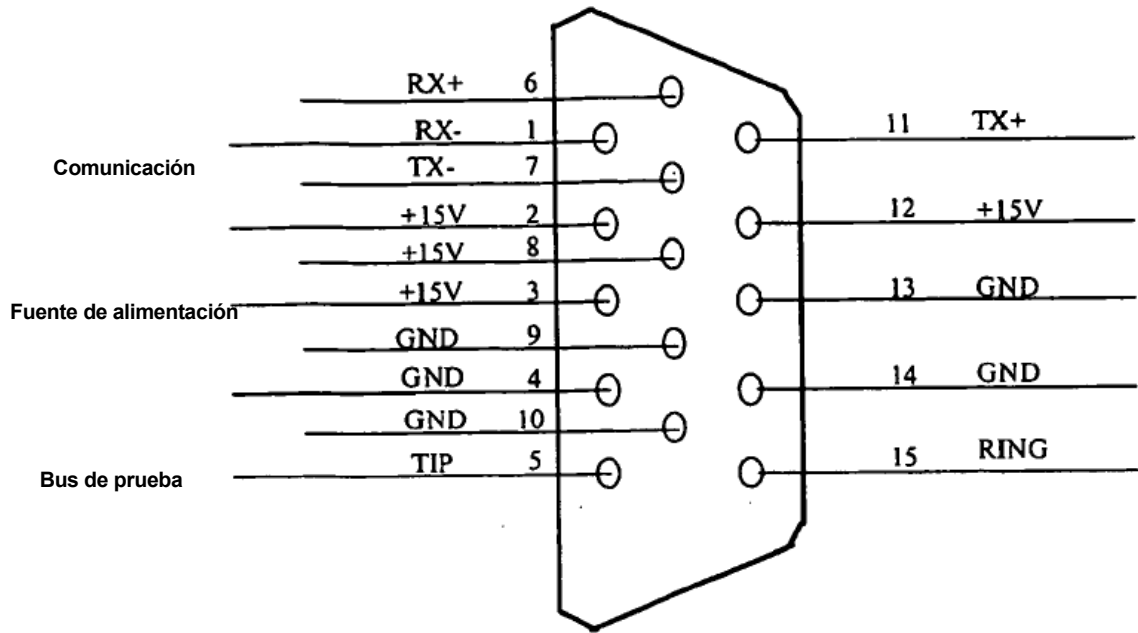 RX+ 6
RX- 1
11 TX+
Comunicación
TX- 7
+15V 2
12 +15V
+15V 8
+15V 3
13 GND
Fuente de alimentación
GND 9
GND 4
14 GND
GND 10
TIP 5
15 RING
Bus de prueba